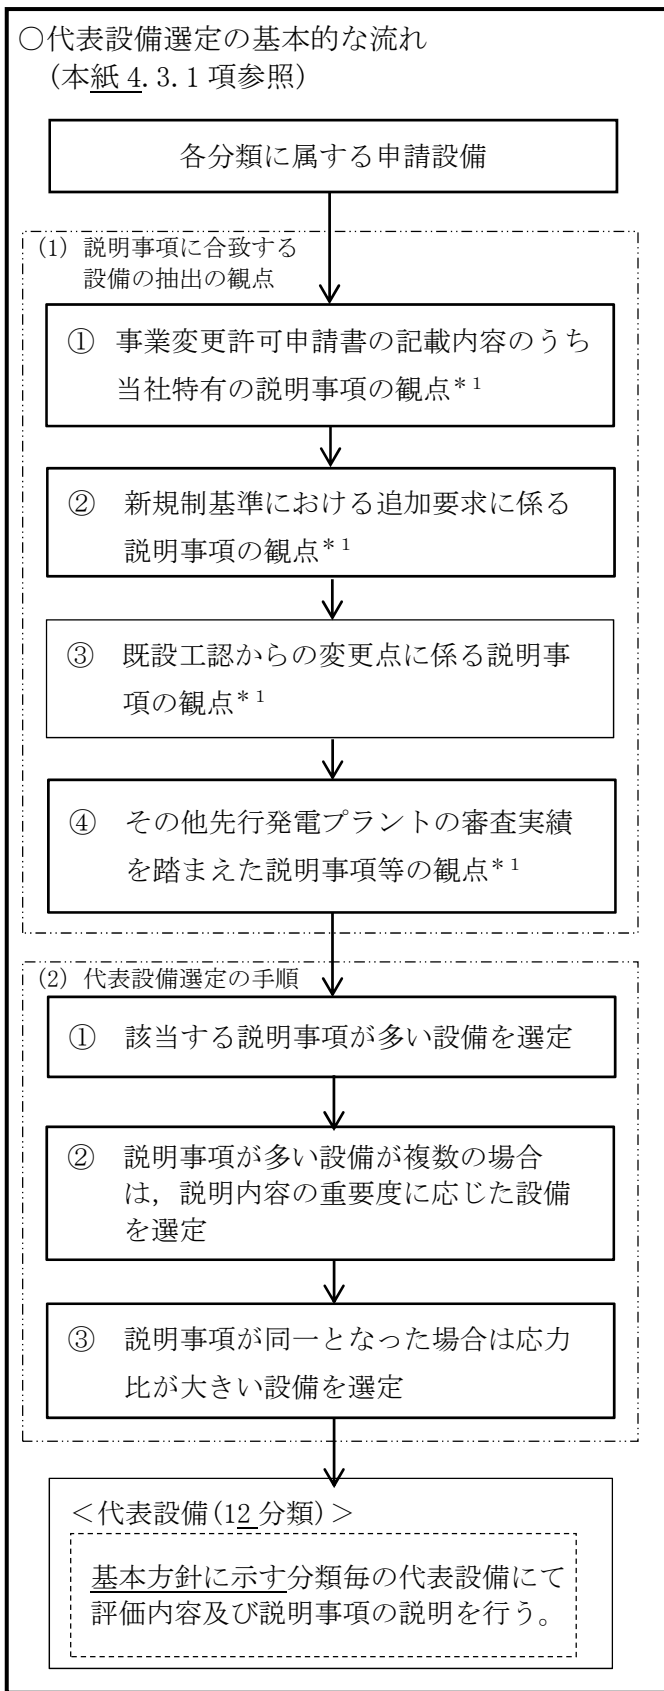 ○代表設備選定の基本的な流れ
(本紙 4.3.1 項参照)
各分類に属する申請設備
(1) 説明事項に合致する
設備の抽出の観点
① 事業変更許可申請書の記載内容のうち
当社特有の説明事項の観点*1
② 新規制基準における追加要求に係る
説明事項の観点*1
③ 既設工認からの変更点に係る説明事
項の観点*1
④ その他先行発電プラントの審査実績
を踏まえた説明事項等の観点*1
(2) 代表設備選定の手順
① 該当する説明事項が多い設備を選定
② 説明事項が多い設備が複数の場合
は，説明内容の重要度に応じた設備
を選定
③ 説明事項が同一となった場合は応力
比が大きい設備を選定
＜代表設備(12 分類)＞
基本方針に示す分類毎の代表設備にて
評価内容及び説明事項の説明を行う。